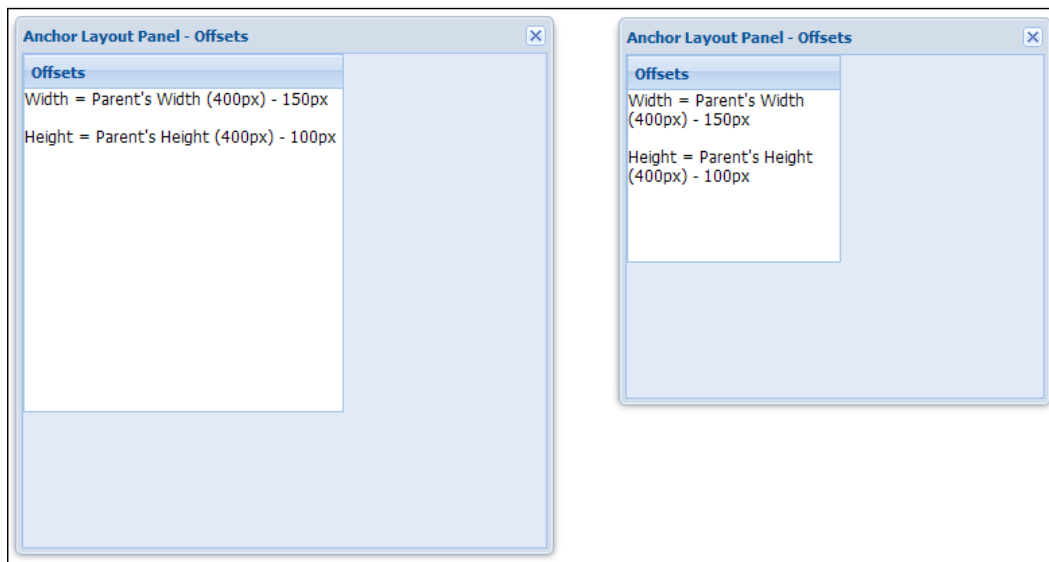 Anchor Layout Panel - Offsets
Offsets
Width = Parent's Width (400px) - 150px
Height = Parent's Height (400px) - 100px
Anchor Layout Panel - Offsets
Offsets
Width = Parent's Width
(400px) - 150px
Height = Parent's Height
(400px) - 100px